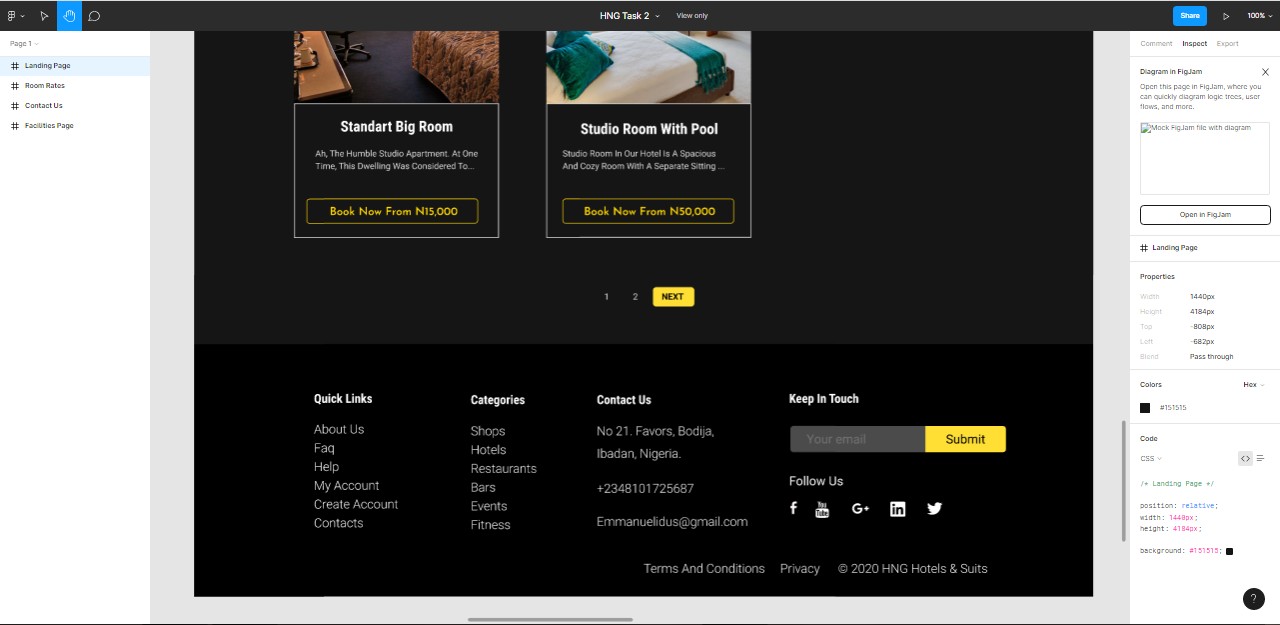 HNG Task 2
View only
Share
100%
Page 1
Landing Page
Room Rates
Contact Us
Facilities Page
Standart Big Room
Ah, The Humble Studio Apartment. At One
Time, This Dwelling Was Considered To...
Book Now From N15,000
Studio Room With Pool
Studio Room In Our Hotel Is A Spacious
And Cozy Room With A Separate Sitting ...
Book Now From N50,000
1 2 NEXT
Quick Links
About Us
Faq
Help
My Account
Create Account
Contacts
Categories
Shops
Hotels
Restaurants
Bars
Events
Fitness
Contact Us
No 21. Favors, Bodija,
Ibadan, Nigeria.
+2348101725687
Emmanuelidus@gmail.com
Keep In Touch
Your email
Submit
Follow Us
f You Tube G+ in
Terms And Conditions Privacy © 2020 HNG Hotels & Suits
Comment Inspect Export
Diagram in FigJam
Open this page in FigJam, where you
can quickly diagram logic trees, user
flows, and more.
Mock FigJam file with diagram
Open in FigJam
Landing Page
Properties
Width 1440px
Height 4184px
Top -808px
Left -682px
Blend Pass through
Colors Hex
#151515
Code
CSS
/* Landing Page */
position: relative;
width: 1440px;
height: 4184px;
background: #151515;
?